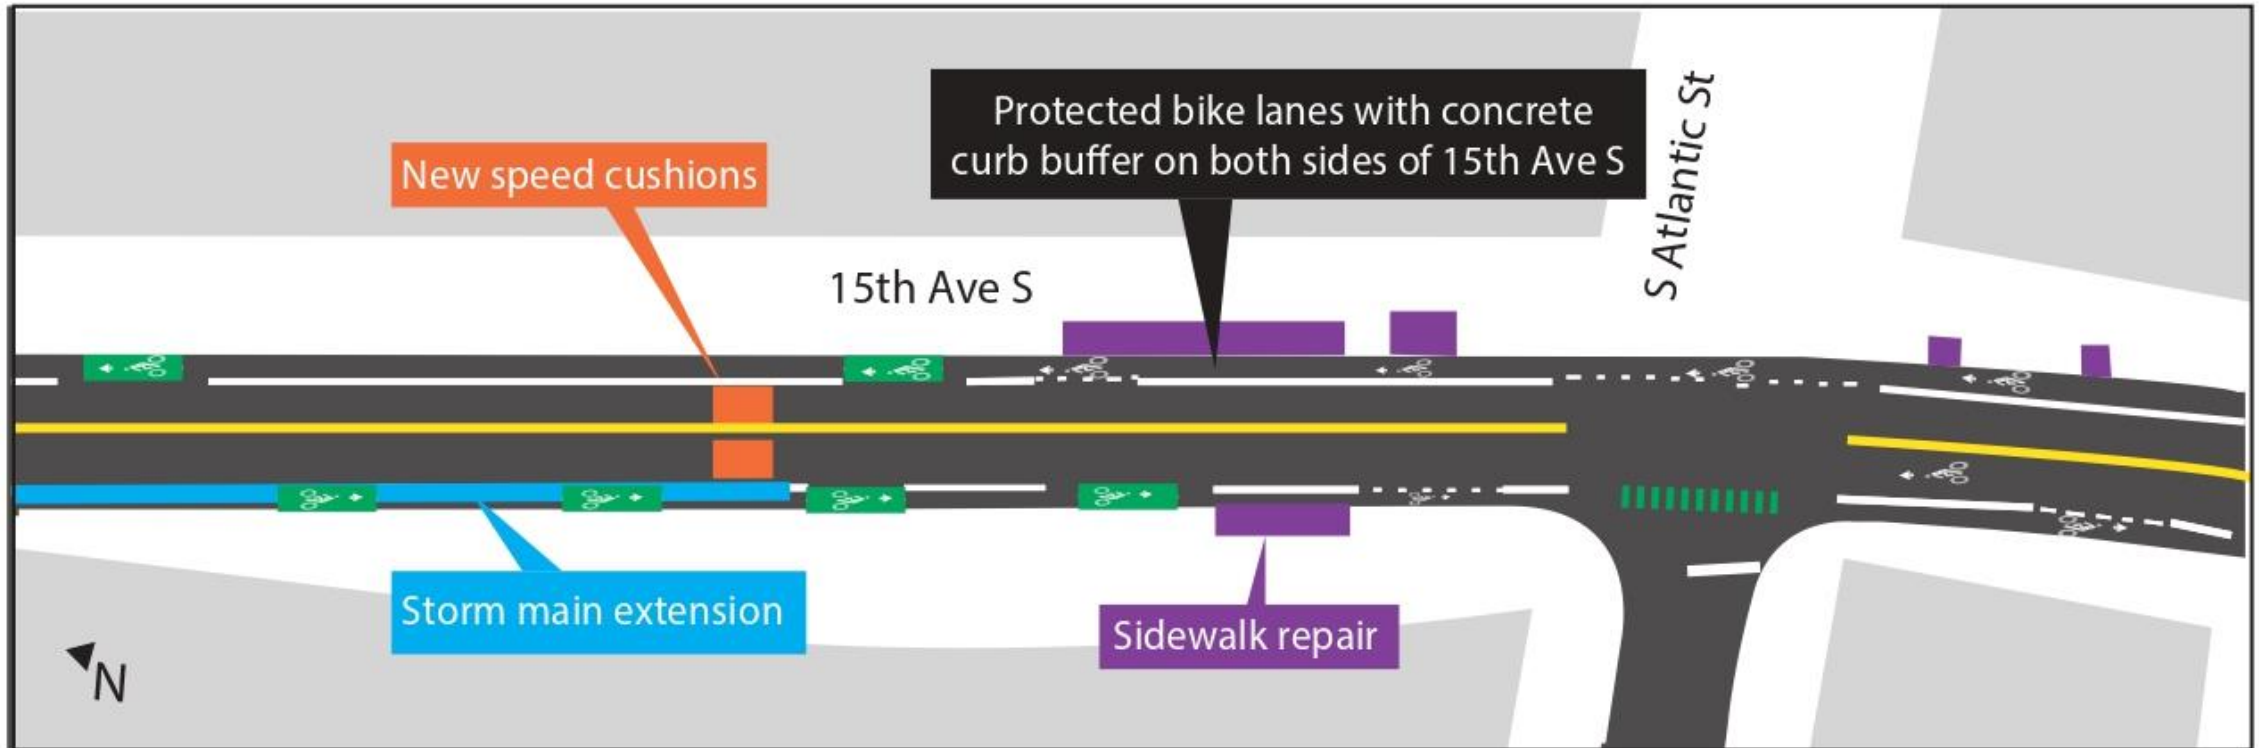 Protected bike lanes with concrete
curb buffer on both sides of 15th Ave S
New speed cushions
S Atlantic St
15th Ave S
Storm main extension
Sidewalk repair
N